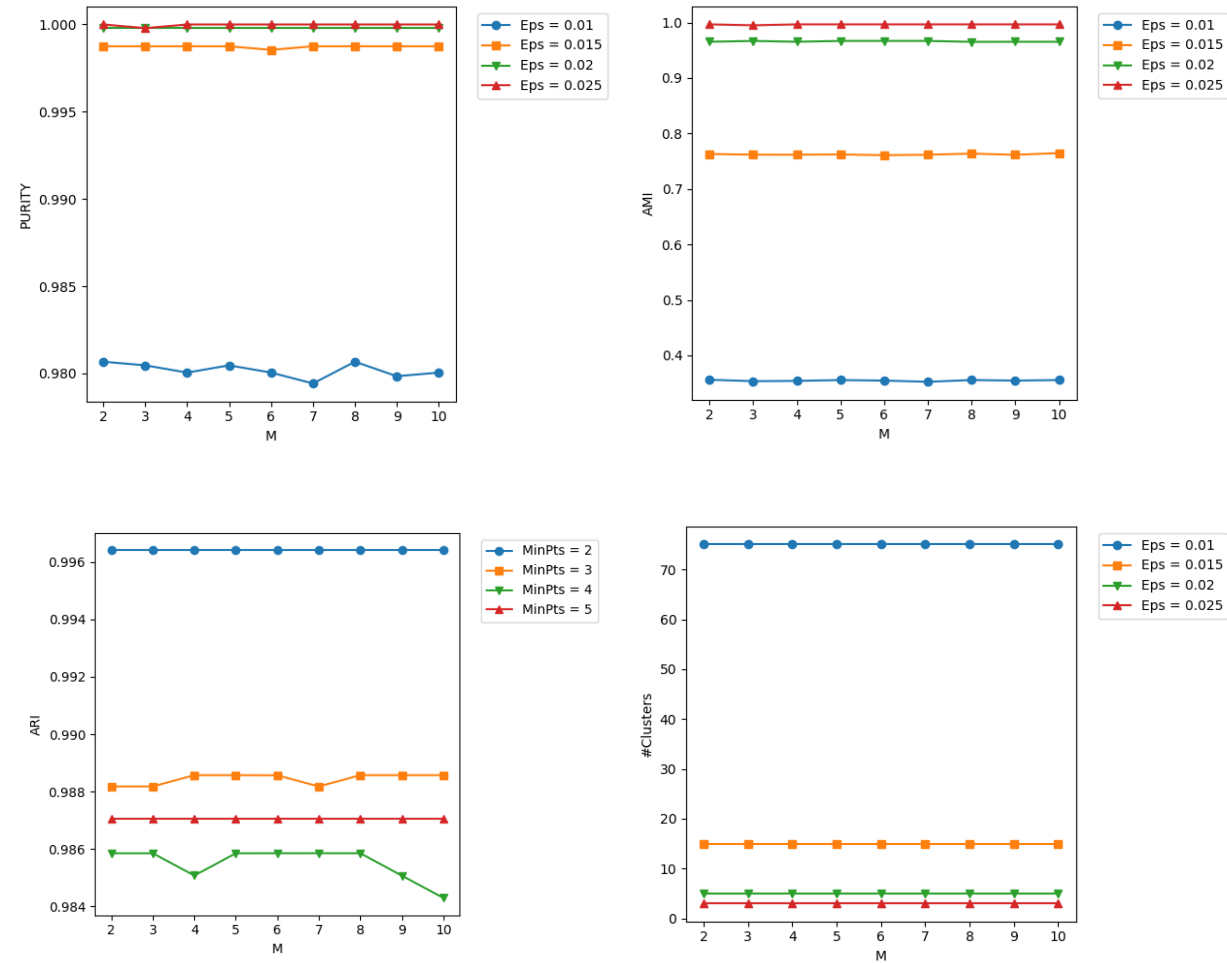 1.000
0.995
0.990
0.985
0.980
PURITY
2 3 4 5 6 7 8 9 10
M
Eps = 0.01
Eps = 0.015
Eps = 0.02
Eps = 0.025
1.0
0.9
0.8
0.7
0.6
0.5
0.4
AMI
2 3 4 5 6 7 8 9 10
M
Eps = 0.01
Eps = 0.015
Eps = 0.02
Eps = 0.025
0.996
0.994
0.992
0.990
0.988
0.986
0.984
ARI
2 3 4 5 6 7 8 9 10
M
MinPts = 2
MinPts = 3
MinPts = 4
MinPts = 5
70
60
50
40
30
20
10
0
#Clusters
2 3 4 5 6 7 8 9 10
M
Eps = 0.01
Eps = 0.015
Eps = 0.02
Eps = 0.025